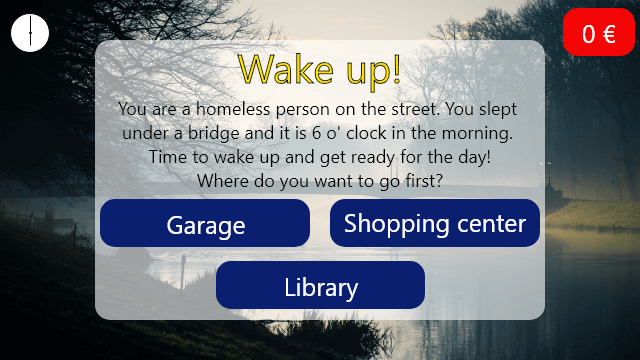 0 €
Wake up!
You are a homeless person on the street. You slept
under a bridge and it is 6 o' clock in the morning.
Time to wake up and get ready for the day!
Where do you want to go first?
Garage
Shopping center
Library